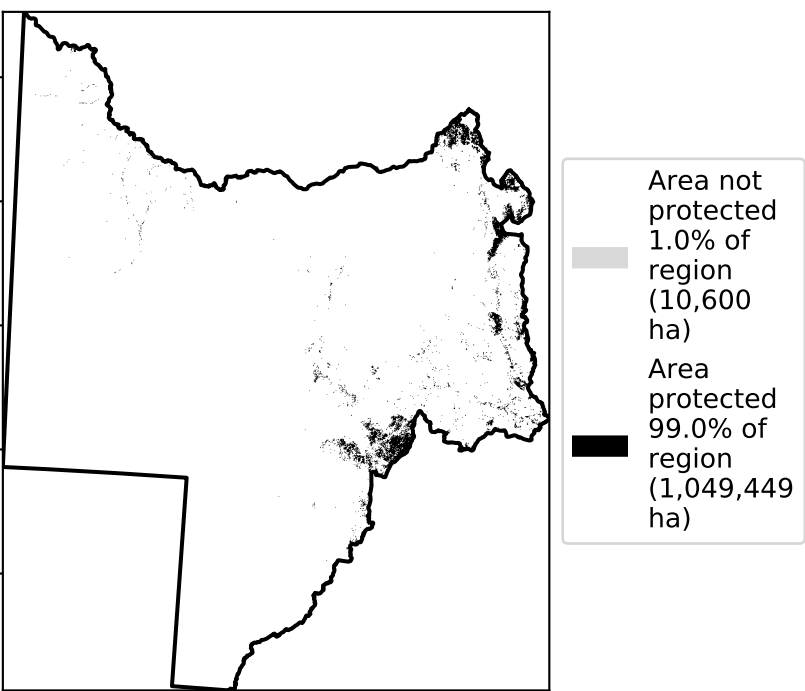 Area not
protected
1.0% of
region
(10,600
ha)
Area
protected
99.0% of
region
(1,049,449
ha)